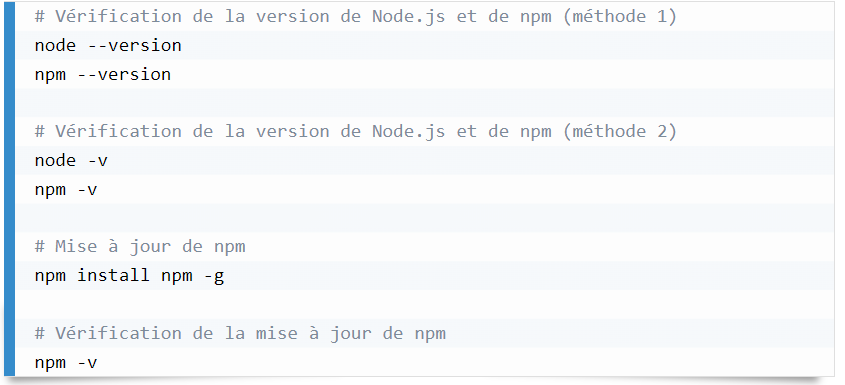 # Vérification de la version de Node.js et de npm (méthode 1)
node --version
npm --version
# Vérification de la version de Node.js et de npm (méthode 2)
node -v
npm -v
# Mise à jour de npm
npm install npm -g
# Vérification de la mise à jour de npm
npm -v